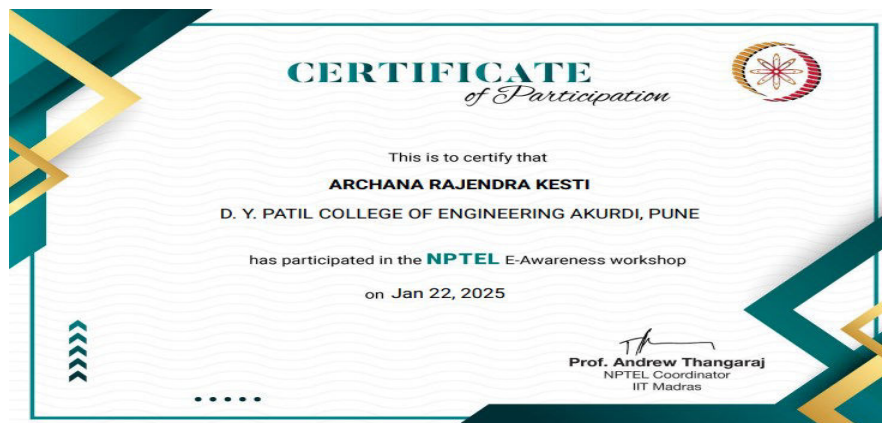 CERTIFICATE
of Participation
This is to certify that
ARCHANA RAJENDRA KESTI
D. Y. PATIL COLLEGE OF ENGINEERING AKURDI, PUNE
has participated in the NPTEL E-Awareness workshop
on Jan 22, 2025
Prof. Andrew Thangaraj
NPTEL Coordinator
IIT Madras